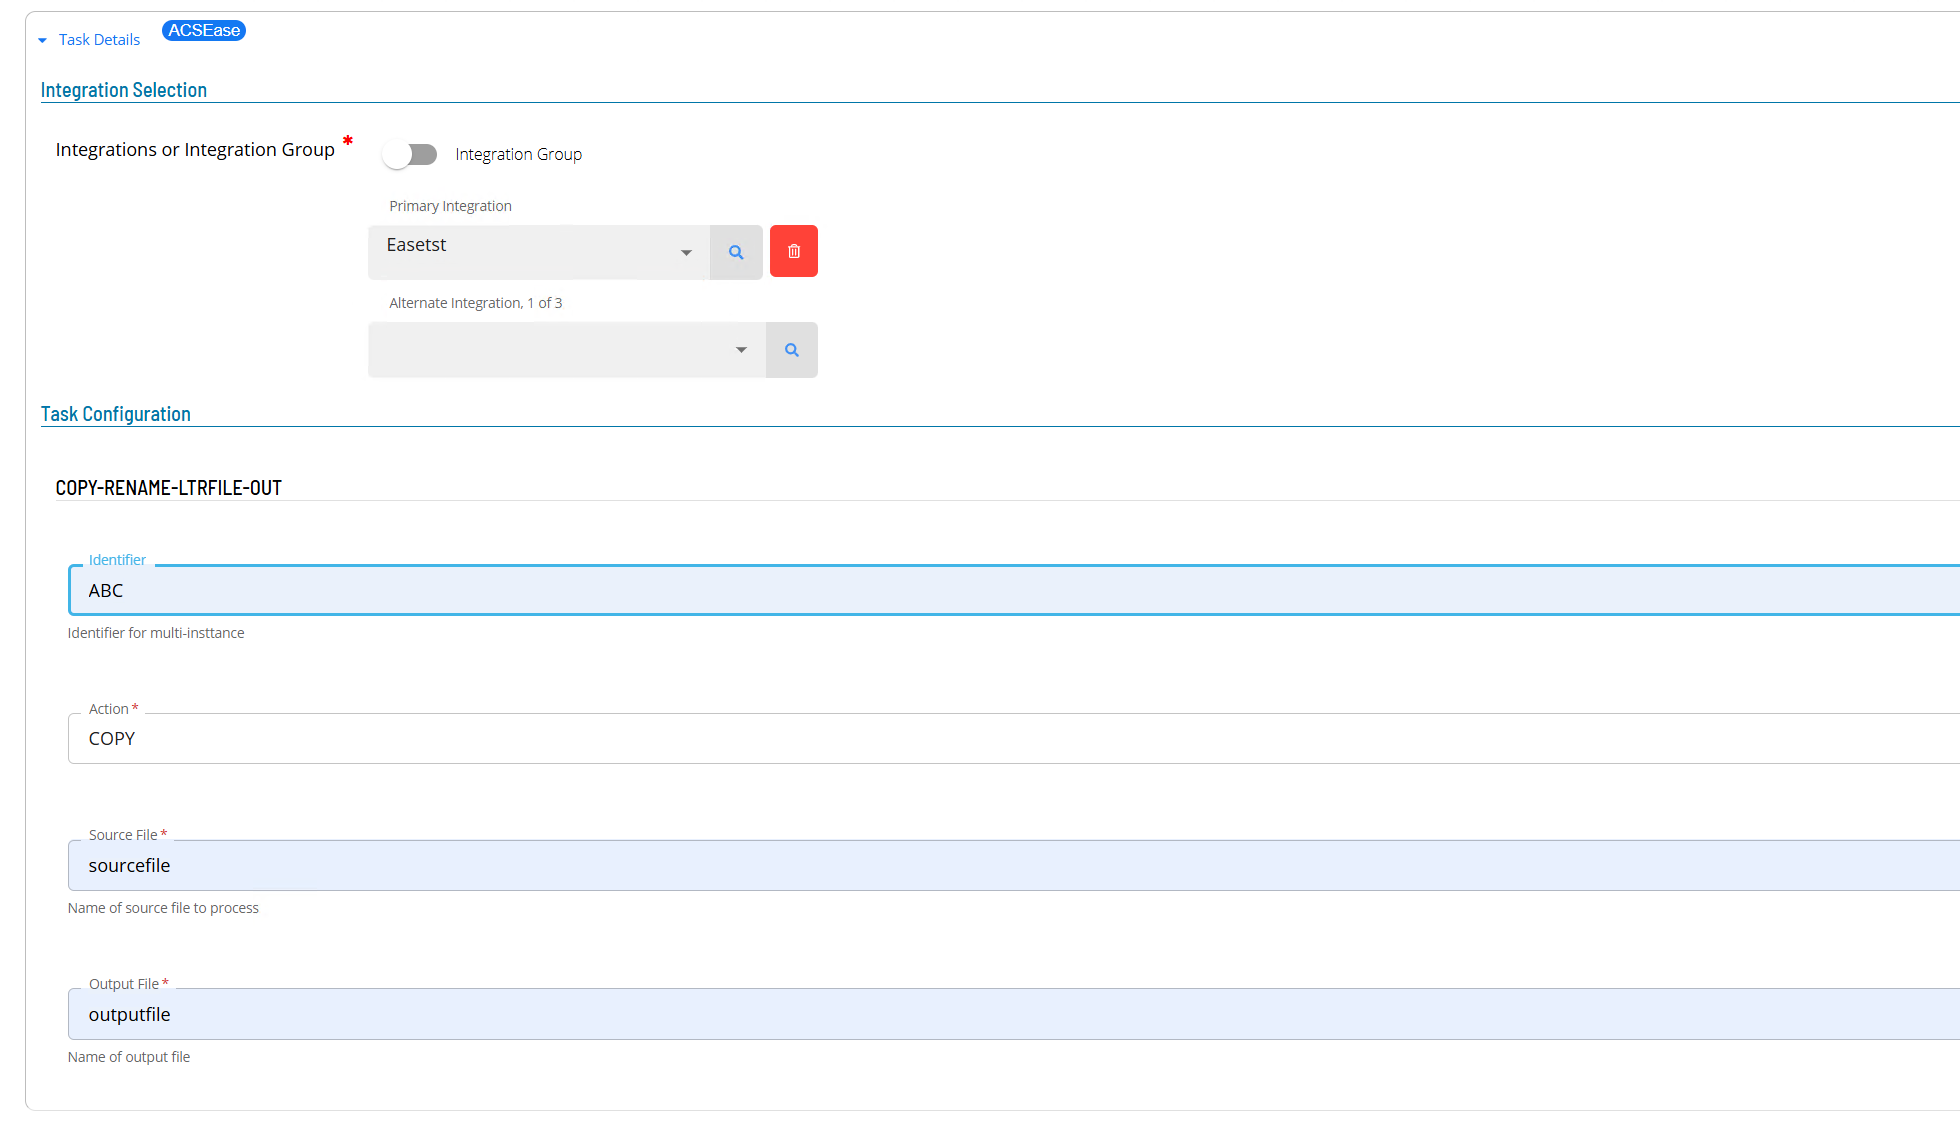 Task Details
ACSEase
Integration Selection
Integrations or Integration Group *
Integration Group
Primary Integration
Easetst
Alternate Integration, 1 of 3
Task Configuration
COPY-RENAME-LTRFILE-OUT
Identifier
ABC
Identifier for multi-insttance
Action *
COPY
Source File *
sourcefile
Name of source file to process
Output File *
outputfile
Name of output file